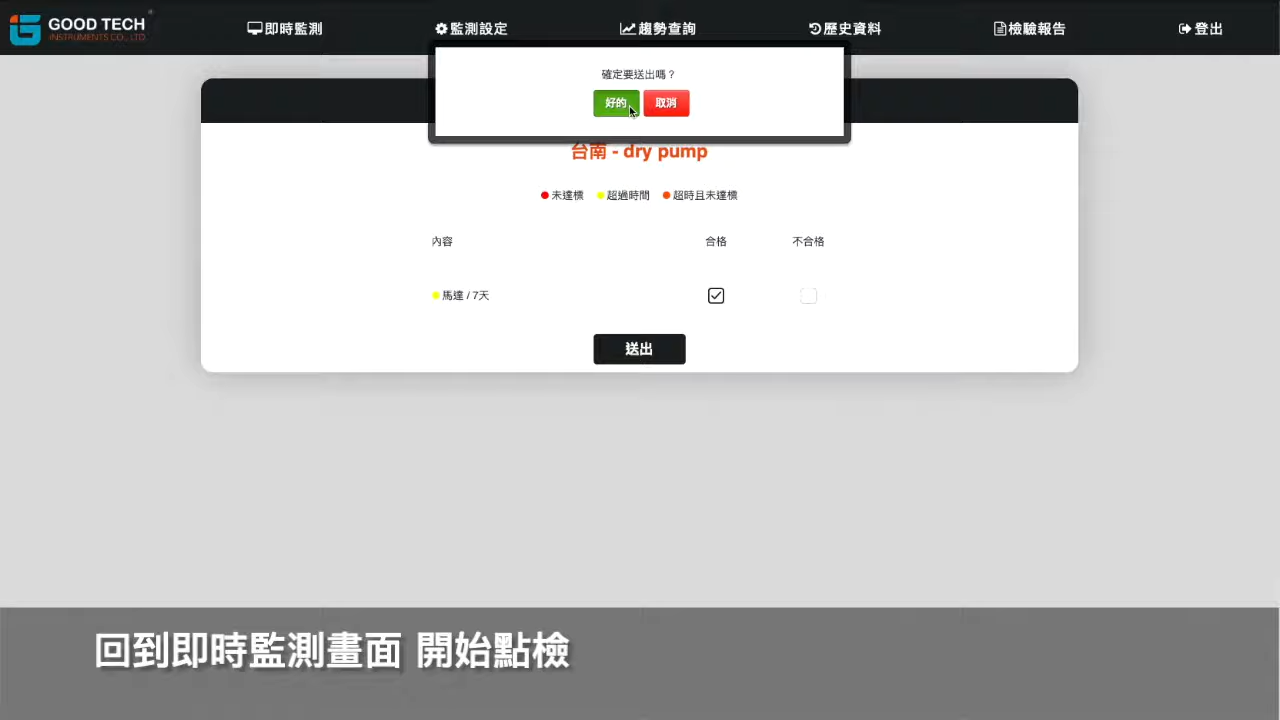 GOOD TECH
INSTRUMENTS CO., LTD.
即時監測
監測設定
趨勢查詢
歷史資料
檢驗報告
登出
確定要送出嗎？
好的
取消
台南 - dry pump
未達標
超過時間
超時且未達標
內容
合格
不合格
馬達 / 7天
送出
回到即時監測畫面 開始點檢